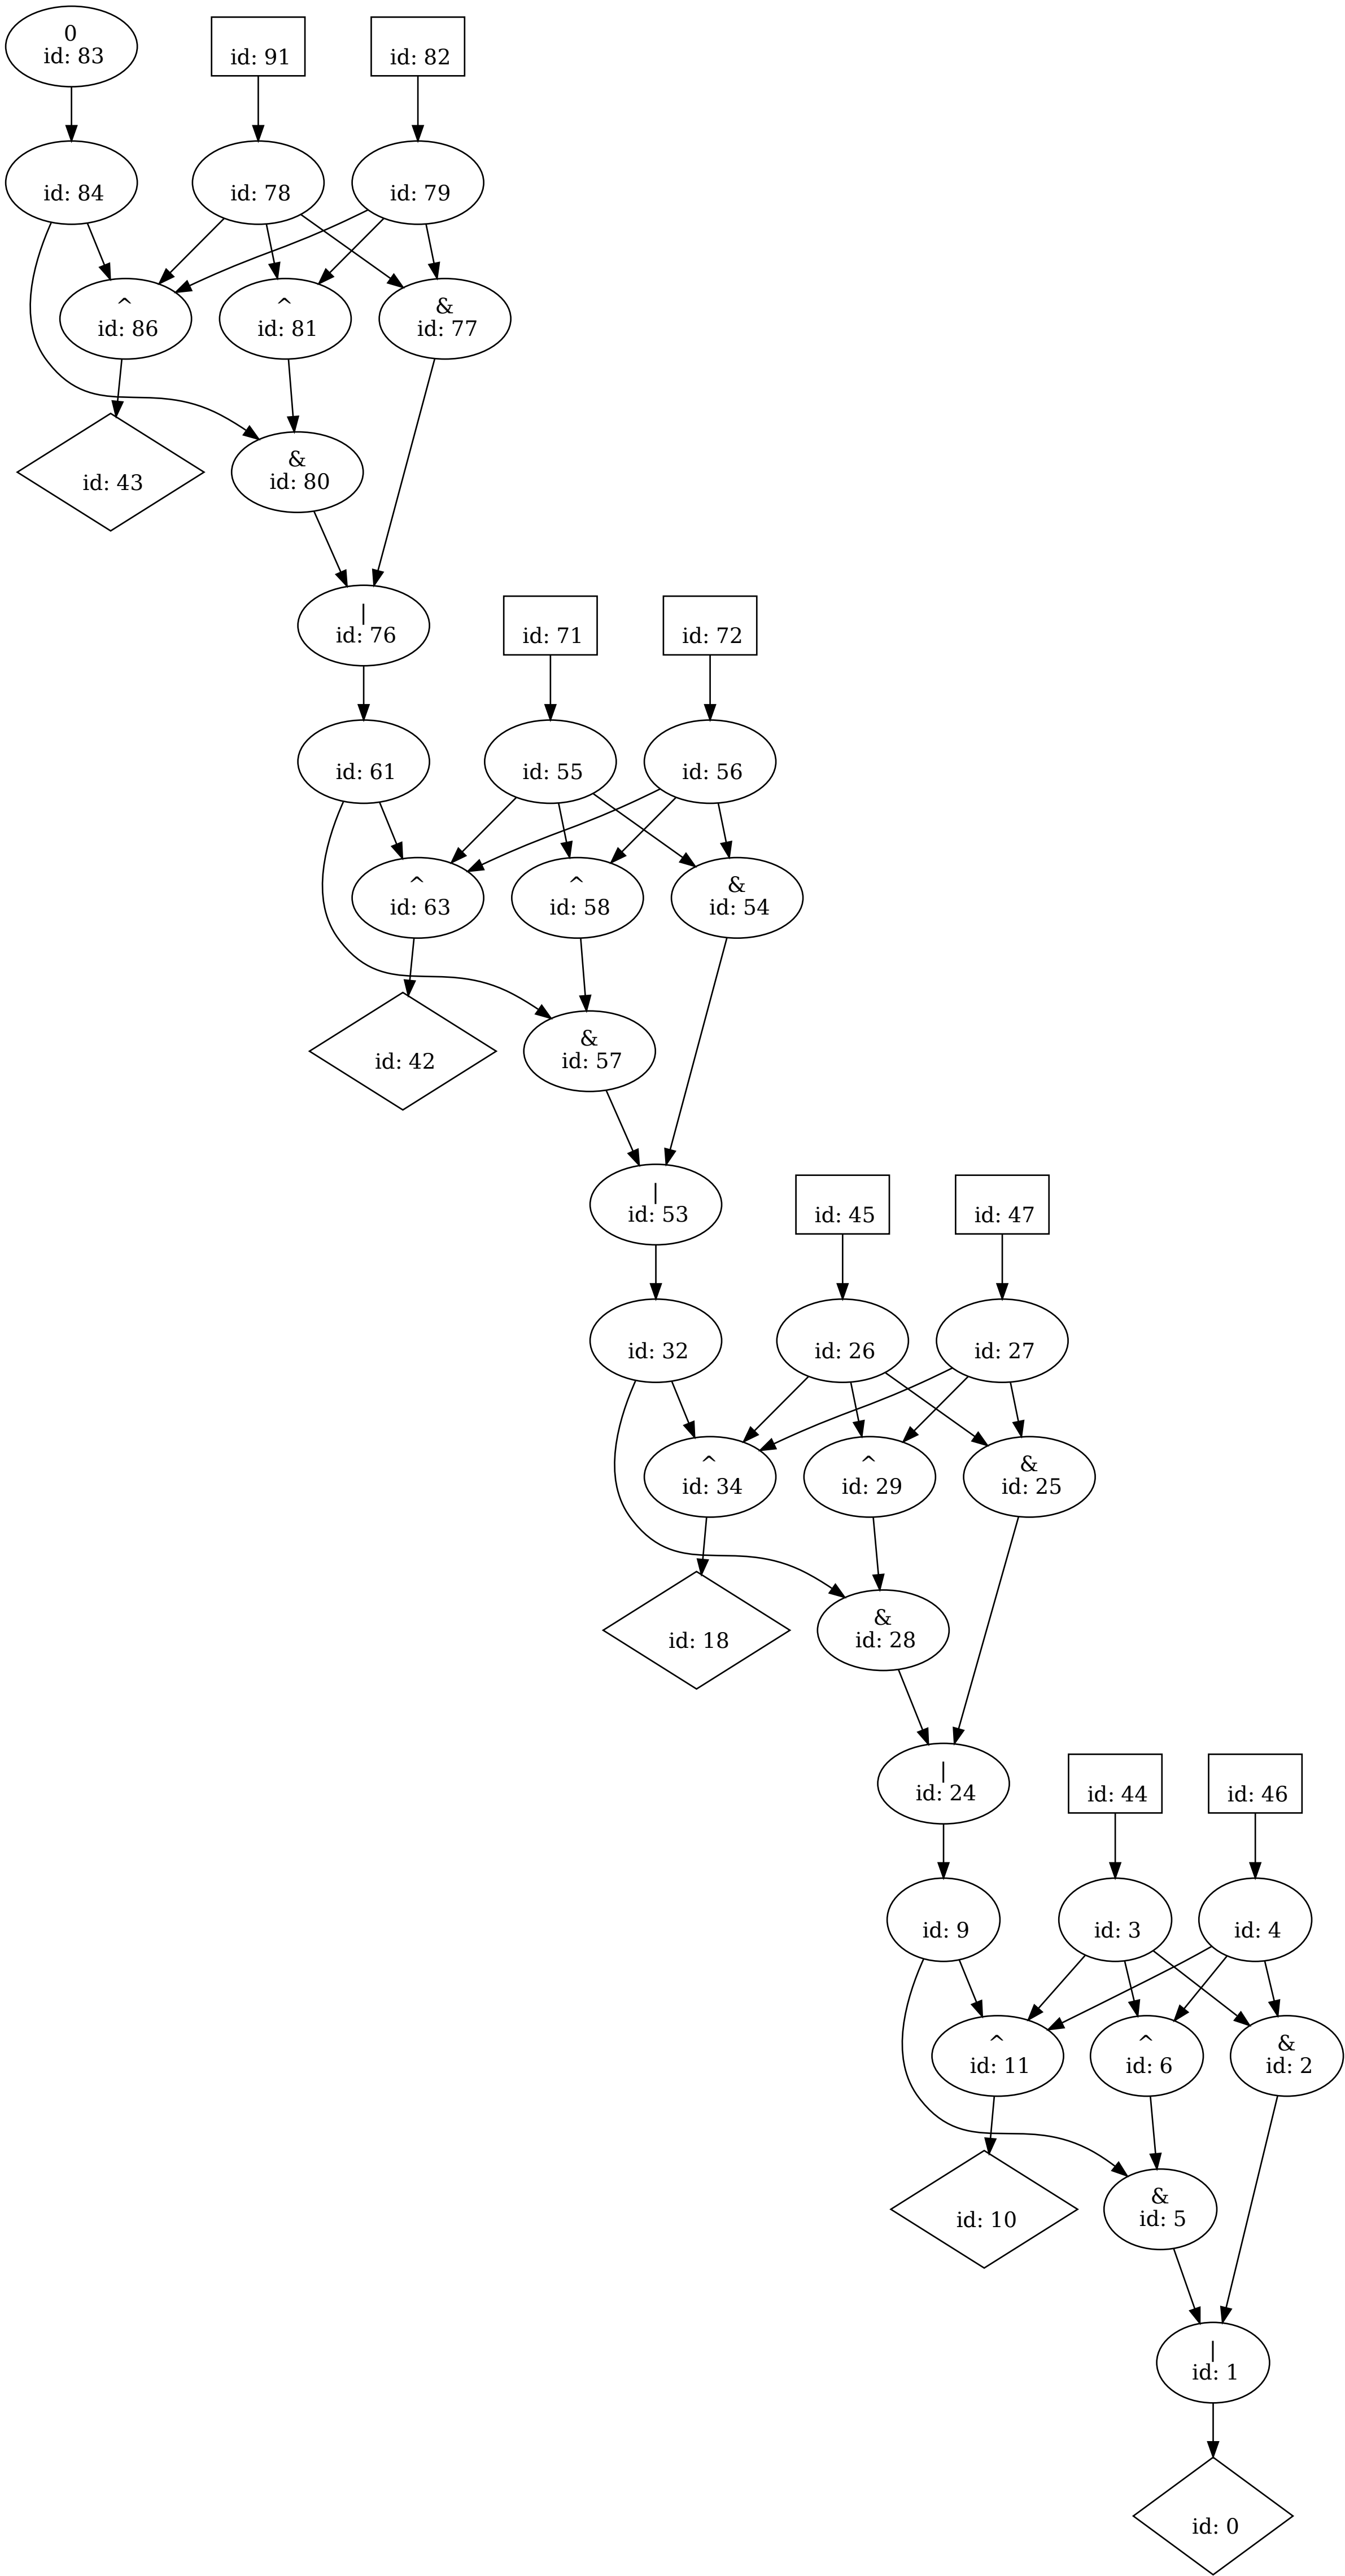 0
id: 83
id: 91
id: 82
id: 84
id: 78
id: 79
^
id: 86
^
id: 81
&
id: 77
id: 43
&
id: 80
|
id: 76
id: 71
id: 72
id: 61
id: 55
id: 56
^
id: 63
^
id: 58
&
id: 54
id: 42
&
id: 57
|
id: 53
id: 45
id: 47
id: 32
id: 26
id: 27
^
id: 34
^
id: 29
&
id: 25
id: 18
&
id: 28
|
id: 24
id: 44
id: 46
id: 9
id: 3
id: 4
^
id: 11
^
id: 6
&
id: 2
id: 10
&
id: 5
|
id: 1
id: 0